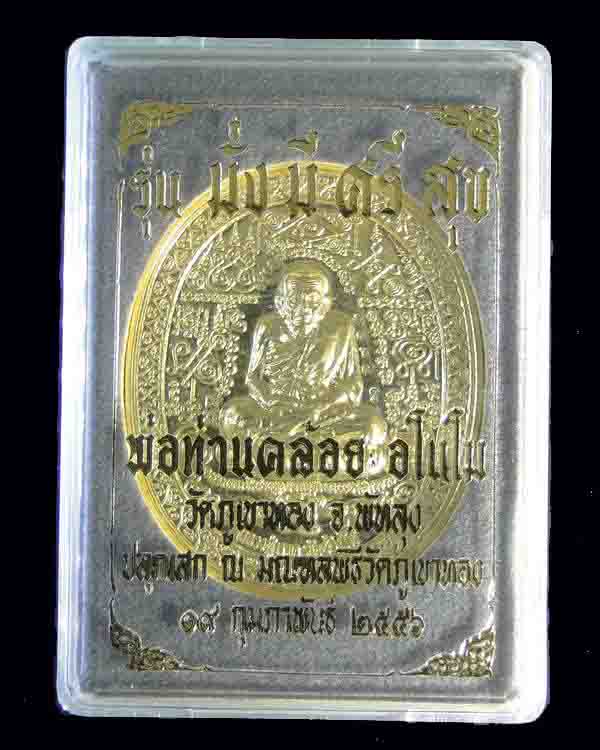 รุ่น มั่ง มี ศรี สุข
พ่อท่านคล้อย อโนโม
วัดภูเขาทอง จ.พัทลุง
ปลุกเสก ณ มณฑลพิธีวัดภูเขาทอง
๑๙ กุมภาพันธ์ ๒๕๕๖